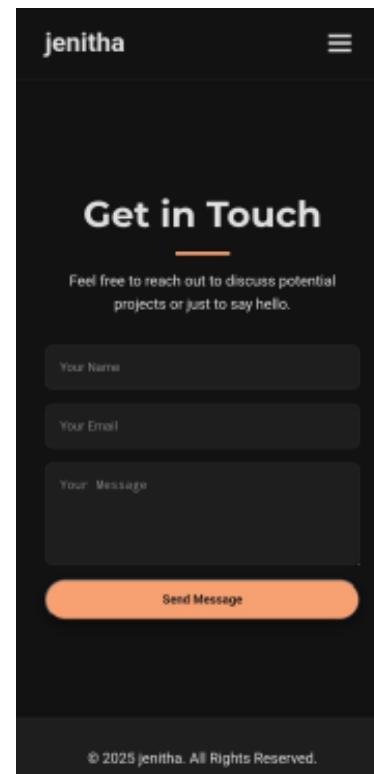 jenitha
Get in Touch
Feel free to reach out to discuss potential
projects or just to say hello.
Your Name
Your Email
Your Message
Send Message
© 2025 jenitha. All Rights Reserved.